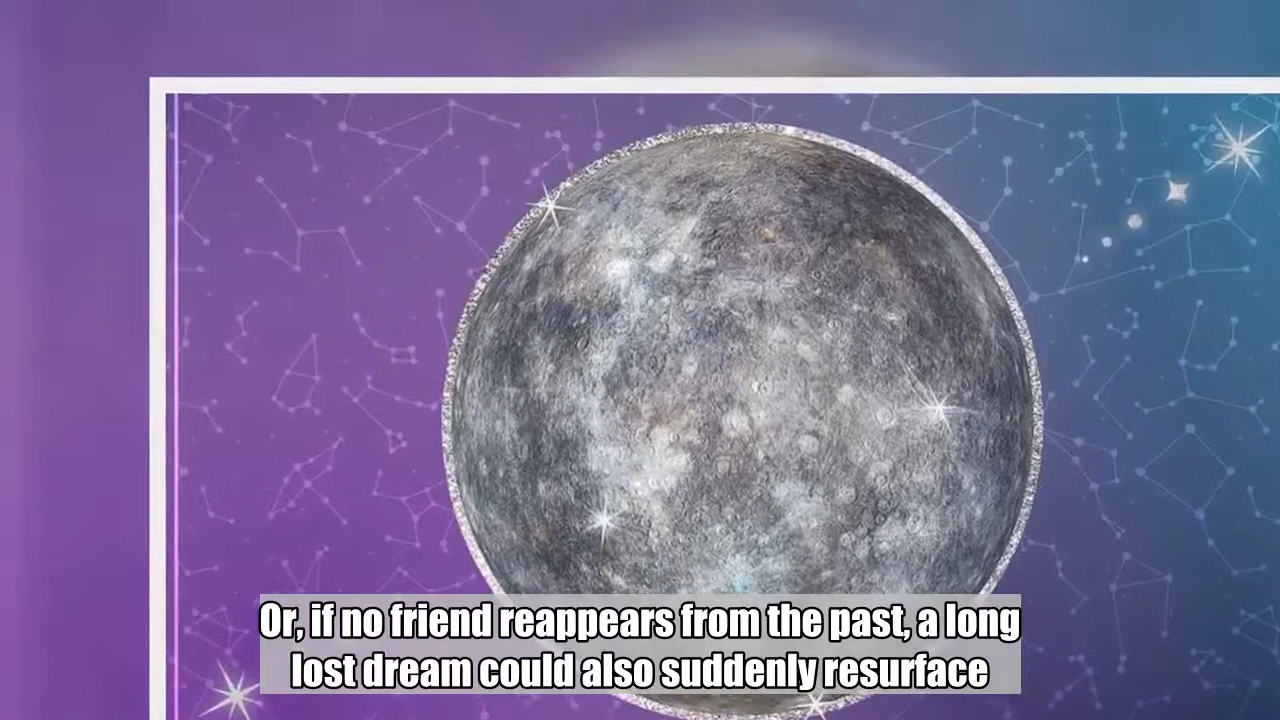 Or, if no friend reappears from the past, a long
lost dream could also suddenly resurface